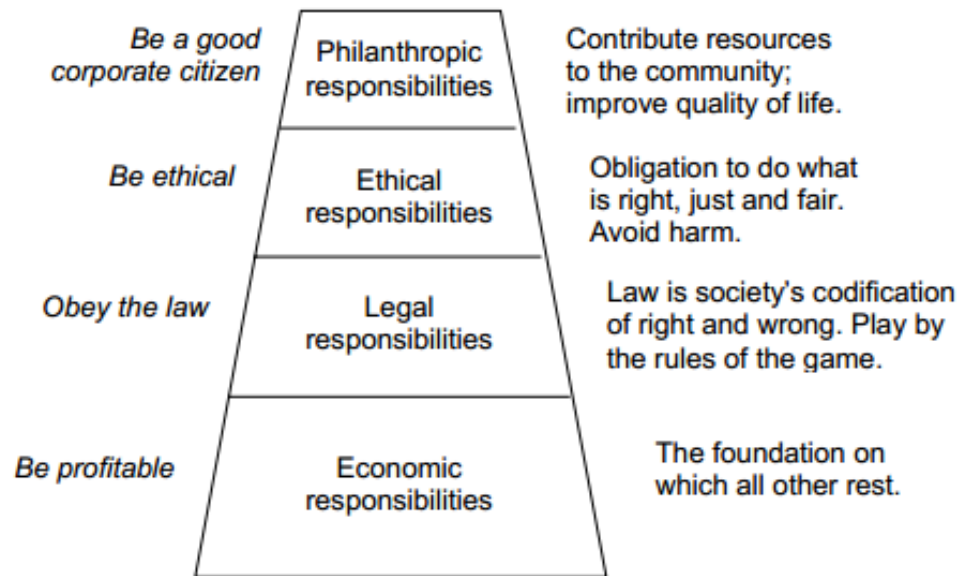 Be a good
corporate citizen
Philanthropic
responsibilities
Contribute resources
to the community;
improve quality of life.
Be ethical
Ethical
responsibilities
Obligation to do what
is right, just and fair.
Avoid harm.
Obey the law
Legal
responsibilities
Law is society's codification
of right and wrong. Play by
the rules of the game.
Be profitable
Economic
responsibilities
The foundation on
which all other rest.